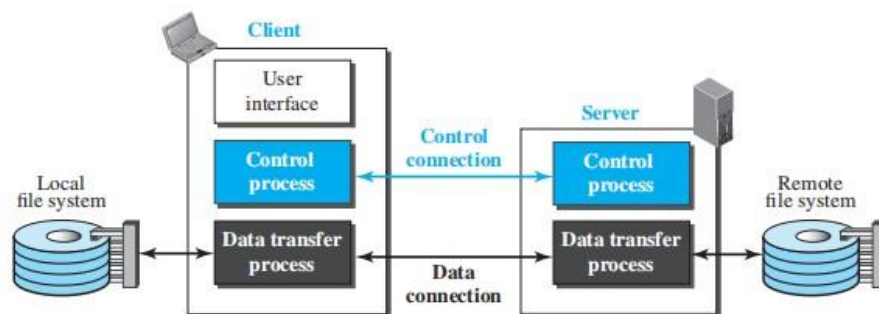 Client
User
interface
Control
process
Data transfer
process
Local
file system
Control
connection
Data
connection
Server
Control
process
Data transfer
process
Remote
file system